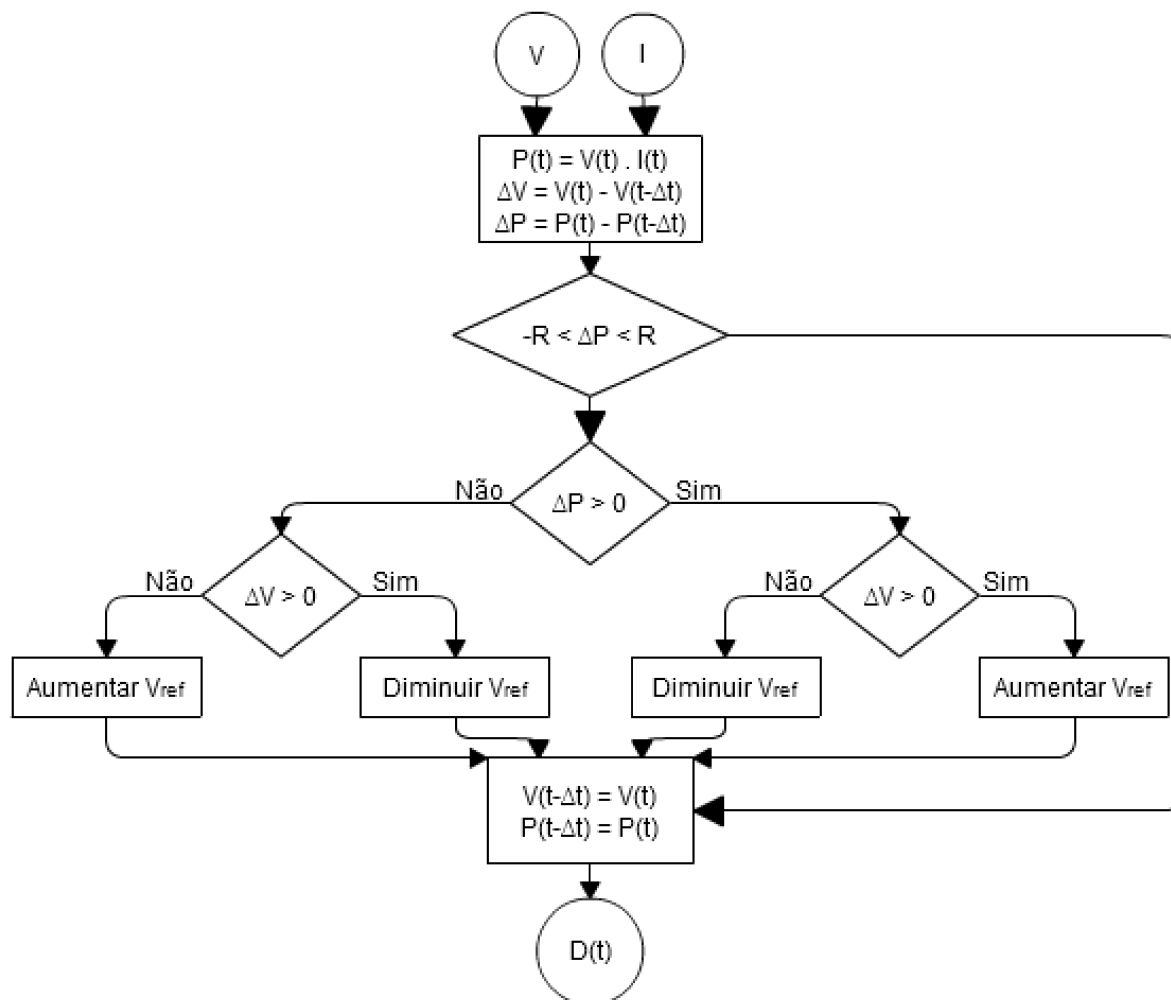 V
I
P(t) = V(t) . I(t)
ΔV = V(t) - V(t-Δt)
ΔP = P(t) - P(t-Δt)
-R < ΔP < R
Não
ΔP > 0
Sim
Não
ΔV > 0
Sim
Não
ΔV > 0
Sim
Aumentar Vref
Diminuir Vref
Diminuir Vref
Aumentar Vref
V(t-Δt) = V(t)
P(t-Δt) = P(t)
D(t)